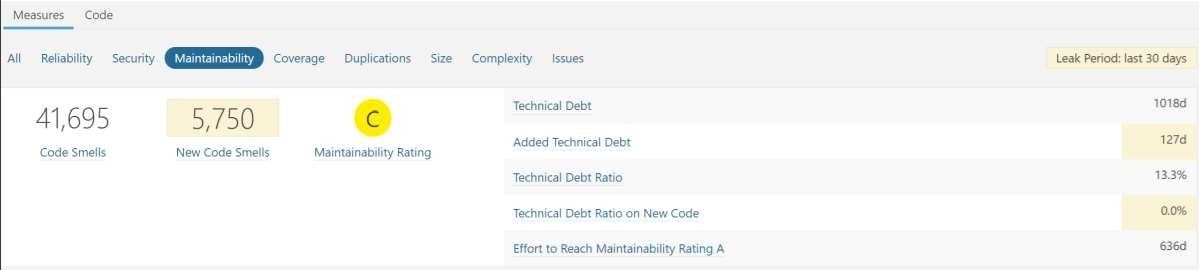 Measures Code
All Reliability Security Maintainability Coverage Duplications Size Complexity Issues Leak Period: last 30 days
41,695 5,750 C
Code Smells New Code Smells Maintainability Rating
Technical Debt 1018d
Added Technical Debt 127d
Technical Debt Ratio 13.3%
Technical Debt Ratio on New Code 0.0%
Effort to Reach Maintainability Rating A 636d